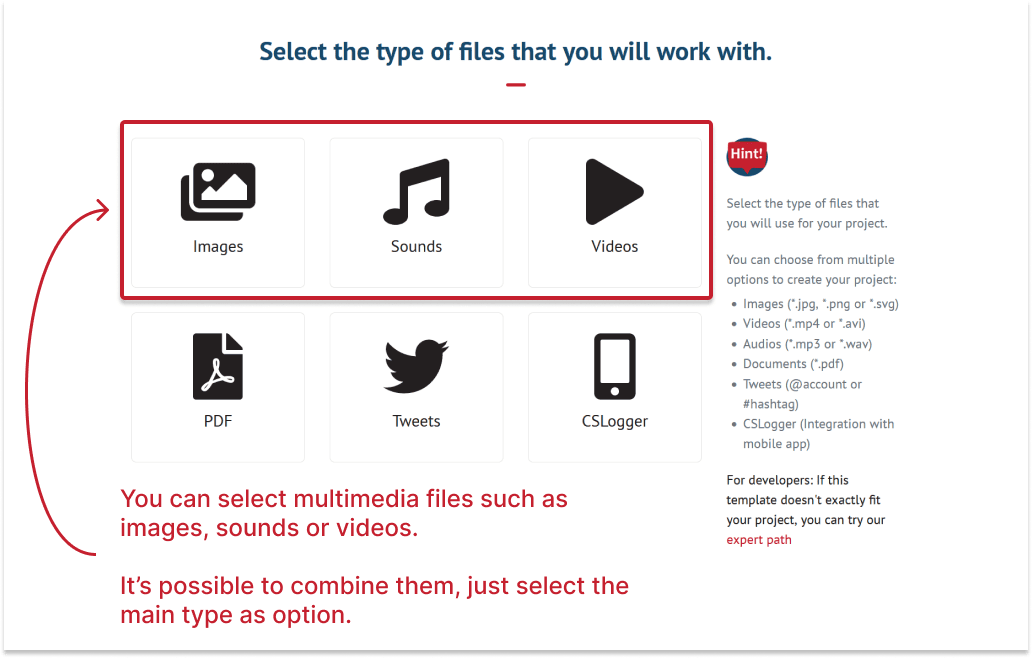 Select the type of files that you will work with.
Images
Sounds
Videos
PDF
Tweets
CSLogger
You can select multimedia files such as
images, sounds or videos.
It’s possible to combine them, just select the
main type as option.
Hint!
Select the type of files that
you will use for your project.
You can choose from multiple
options to create your project:
• Images (*.jpg, *.png or *.svg)
• Videos (*.mp4 or *.avi)
• Audios (*.mp3 or *.wav)
• Documents (*.pdf)
• Tweets (@account or
#hashtag)
• CSLogger (Integration with
mobile app)
For developers: If this
template doesn't exactly fit
your project, you can try our
expert path